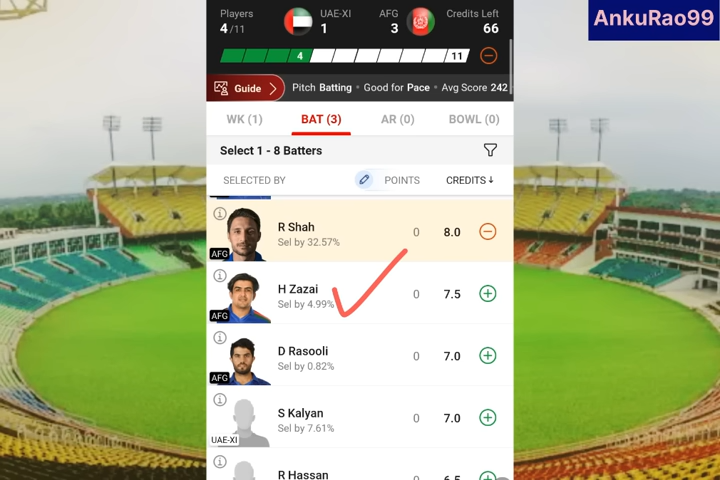 AnkuRao99
Players UAE-XI AFG Credits Left
4/11 1 3 66
4 11
Guide Pitch Batting Good for Pace Avg Score 242
WK (1) BAT (3) AR (0) BOWL (0)
Select 1 - 8 Batters
SELECTED BY POINTS CREDITS↓
R Shah 0 8.0
Sel by 32.57%
AFG
H Zazai 0 7.5
Sel by 4.99%
AFG
D Rasooli 0 7.0
Sel by 0.82%
AFG
S Kalyan 0 7.0
Sel by 7.61%
UAE-XI
R Hassan 6.5